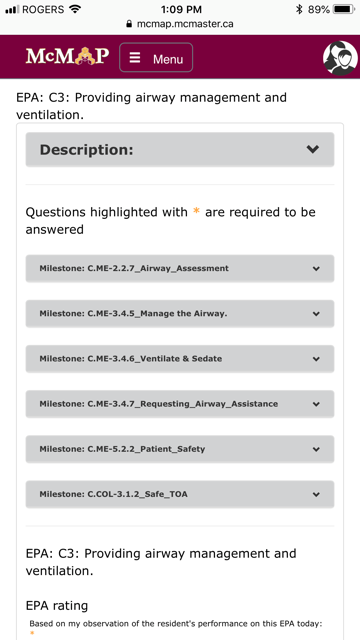 ROGERS 1:09 PM 89%
mcmap.mcmaster.ca
McMAP Menu
EPA: C3: Providing airway management and
ventilation.
Description:
Questions highlighted with * are required to be
answered
Milestone: C.ME-2.2.7_Airway_Assessment
Milestone: C.ME-3.4.5_Manage the Airway.
Milestone: C.ME-3.4.6_Ventilate & Sedate
Milestone: C.ME-3.4.7_Requesting_Airway_Assistance
Milestone: C.ME-5.2.2_Patient_Safety
Milestone: C.COL-3.1.2_Safe_TOA
EPA: C3: Providing airway management and
ventilation.
EPA rating
Based on my observation of the resident's performance on this EPA today:
*